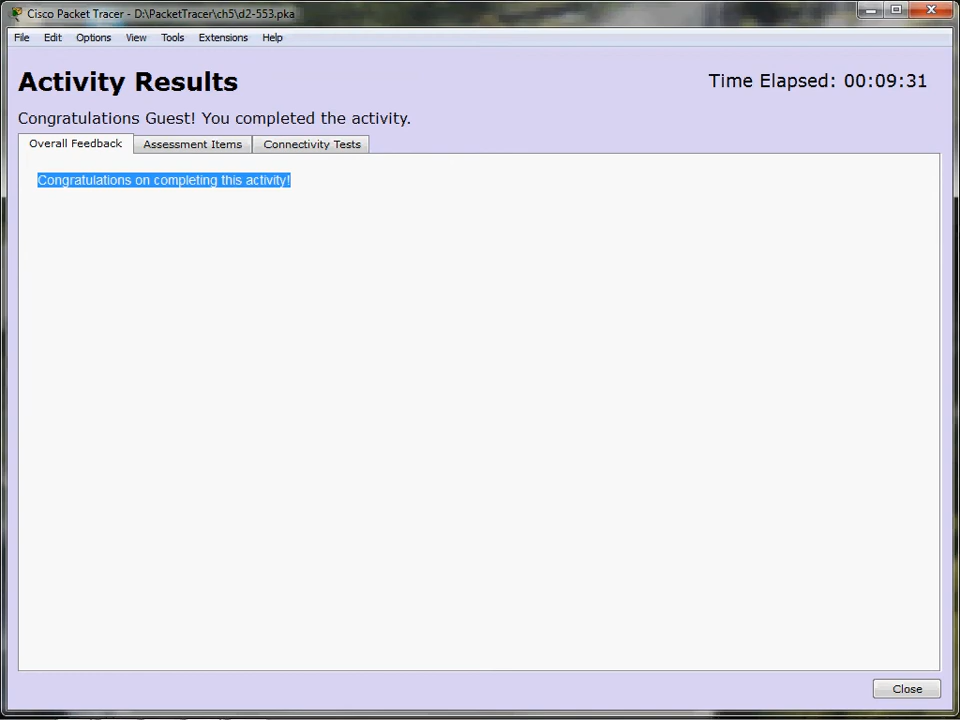 Cisco Packet Tracer - D:\PacketTracer\ch5\d2-553.pka
File Edit Options View Tools Extensions Help
Activity Results
Time Elapsed: 00:09:31
Congratulations Guest! You completed the activity.
Overall Feedback Assessment Items Connectivity Tests
Congratulations on completing this activity!
Close